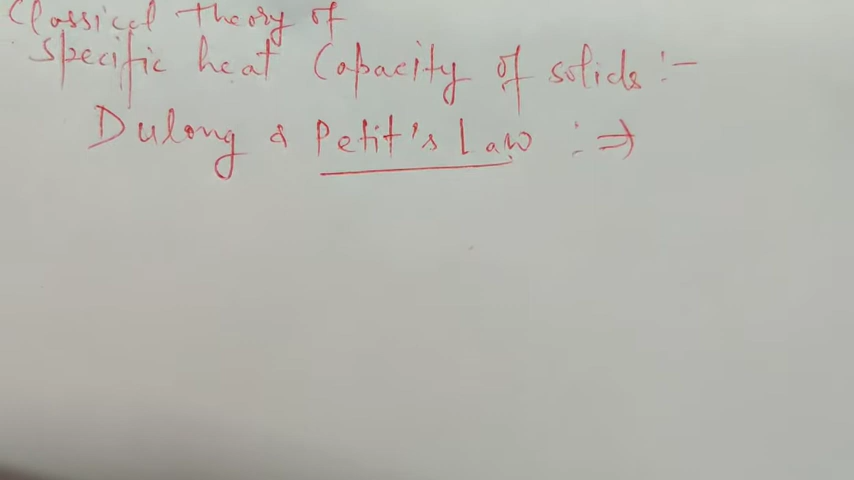 Classical theory of
specific heat Capacity of solids :-
Dulong & Petit's Law :⇒